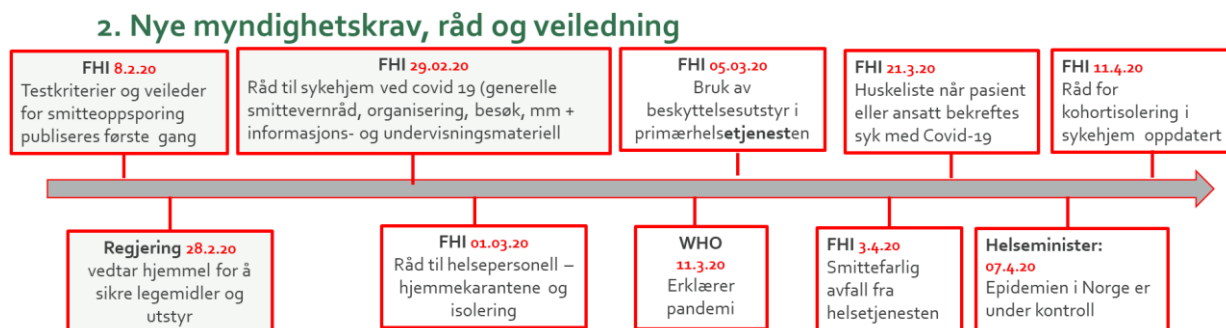 2. Nye myndighetskrav, råd og veiledning
FHI 8.2.20
Testkriterier og veileder
for smitteoppsporing
publiseres første gang
FHI 29.02.20
Råd til sykehjem ved covid 19 (generelle
smittevernråd, organisering, besøk, mm +
informasjons- og undervisningsmateriell
FHI 05.03.20
Bruk av
beskyttelsesutstyr i
primærhelsetjenesten
FHI 21.3.20
Huskeliste når pasient
eller ansatt bekreftes
syk med Covid-19
FHI 11.4.20
Råd for
kohortisolering i
sykehjem oppdatert
Regjering 28.2.20
vedtar hjemmel for å
sikre legemidler og
utstyr
FHI 01.03.20
Råd til helsepersonell –
hjemmekarantene og
isolering
WHO
11.3.20
Erklærer
pandemi
FHI 3.4.20
Smittefarlig
avfall fra
helsetjenesten
Helseminister:
07.4.20
Epidemien i Norge er
under kontroll